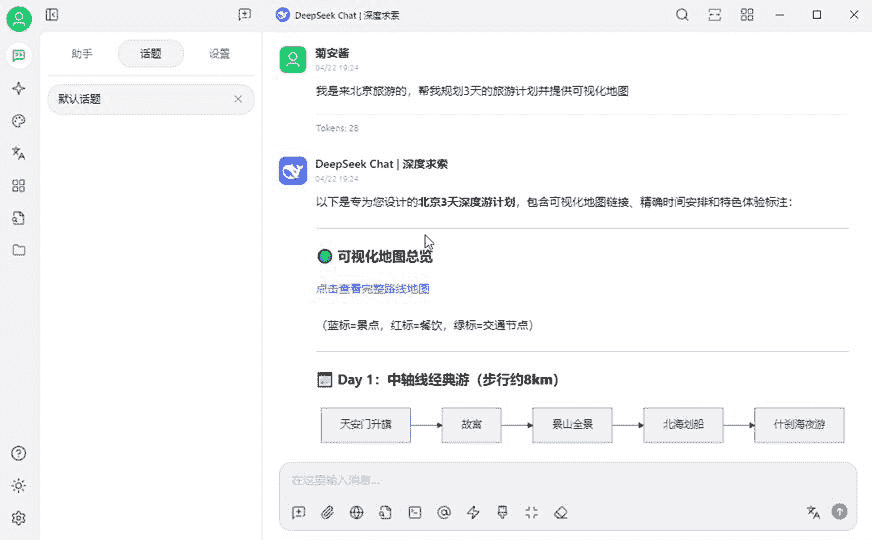 DeepSeek Chat | 深度求索
助手
话题
设置
默认话题
菊安酱
04/22 19:24
我是来北京旅游的，帮我规划3天的旅游计划并提供可视化地图
Tokens: 28
DeepSeek Chat | 深度求索
04/22 19:24
以下是专为您设计的北京3天深度游计划，包含可视化地图链接、精确时间安排和特色体验标注：
可视化地图总览
点击查看完整路线地图
（蓝标=景点，红标=餐饮，绿标=交通节点）
Day 1：中轴线经典游（步行约8km）
天安门升旗
故宫
景山全景
北海划船
什刹海夜游
在这里输入消息...